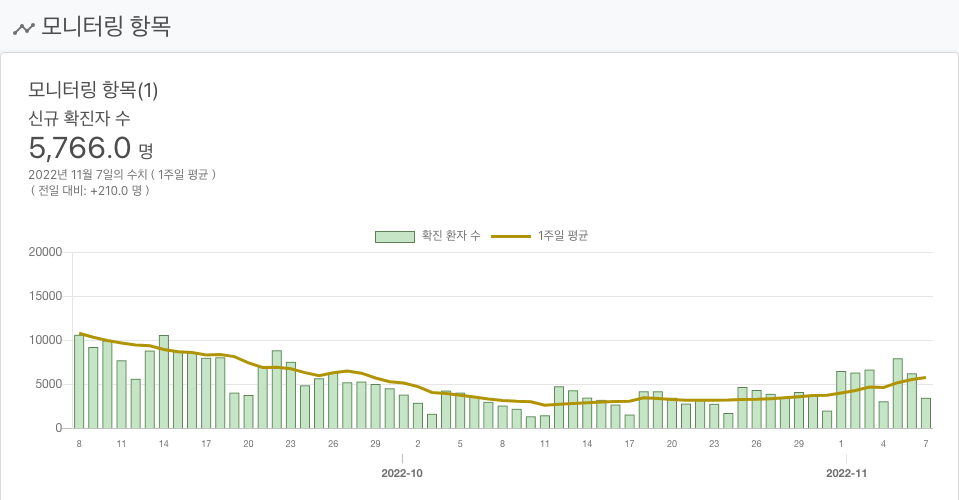 모니터링 항목
모니터링 항목(1)
신규 확진자 수
5,766.0 명
2022년 11월 7일의 수치 ( 1주일 평균 )
( 전일 대비: +210.0 명 )
확진 환자 수 1주일 평균
20000
15000
10000
5000
0
8 11 14 17 20 23 26 29 2 5 8 11 14 17 20 23 26 29 1 4 7
2022-10 2022-11